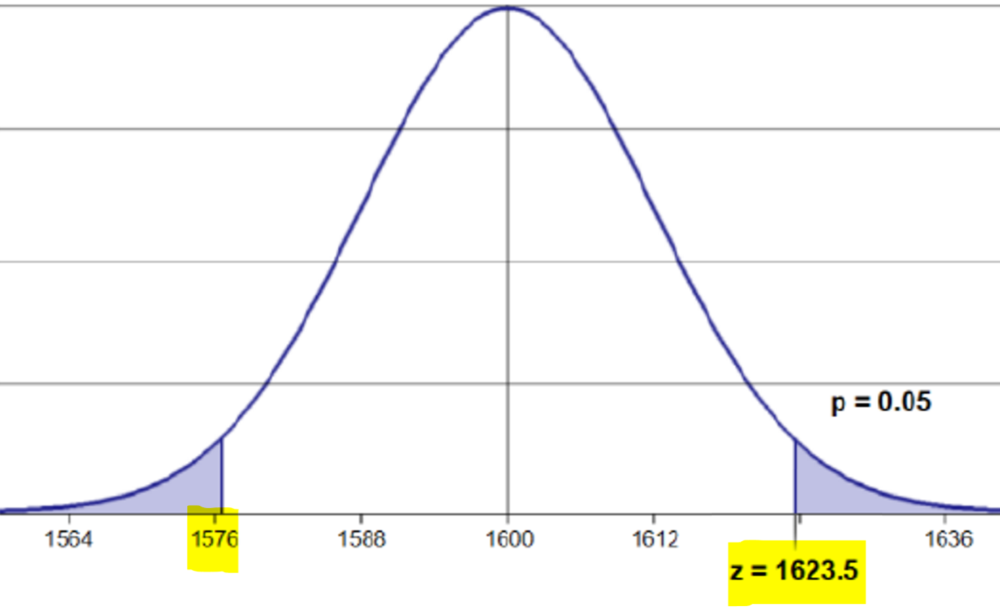 p = 0.05
1564 1576 1588 1600 1612 1636
z = 1623.5